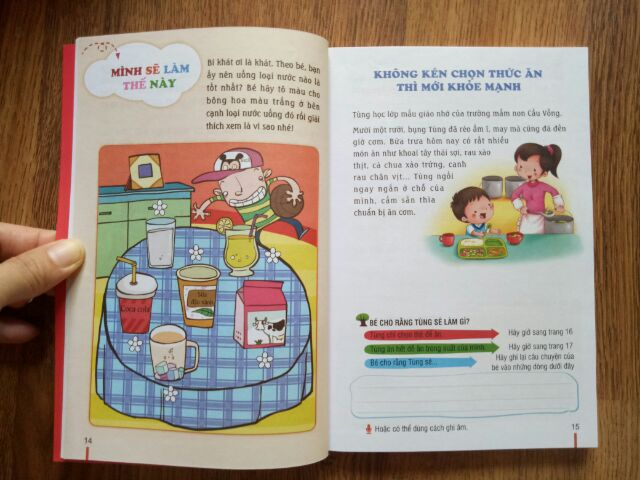 MÌNH SẼ LÀM
THẾ NÀY
Bi khát ơi là khát. Theo bé, bạn
ấy nên uống loại nước nào là
tốt nhất? Bé hãy tô màu cho
bông hoa màu trắng ở bên
cạnh loại nước uống đó rồi giải
thích xem là vì sao nhé!
Coca cola
Sữa
đậu nành
14
KHÔNG KÉN CHỌN THỨC ĂN
THÌ MỚI KHỎE MẠNH
Tùng học lớp mẫu giáo nhỏ của trường mầm non Cầu Vồng.
Mười một rưỡi, bụng Tùng đã réo ầm ĩ, may mà cũng đã đến
giờ cơm. Bữa trưa hôm nay có rất nhiều
món ăn như khoai tây thái sợi, rau xào
thịt, cà chua xào trứng, canh
rau chân vịt... Tùng ngồi
ngay ngắn ở chỗ của
mình, cầm sẵn thìa
chuẩn bị ăn cơm.
BÉ CHO RẰNG TÙNG SẼ LÀM GÌ?
Tùng chỉ chọn thịt để ăn. Hãy giở sang trang 16
Tùng ăn hết đồ ăn trong suất của mình. Hãy giở sang trang 17
Bé cho rằng Tùng sẽ... Hãy ghi lại câu chuyện của
bé vào những dòng dưới đây
Hoặc có thể dùng cách ghi âm.
15